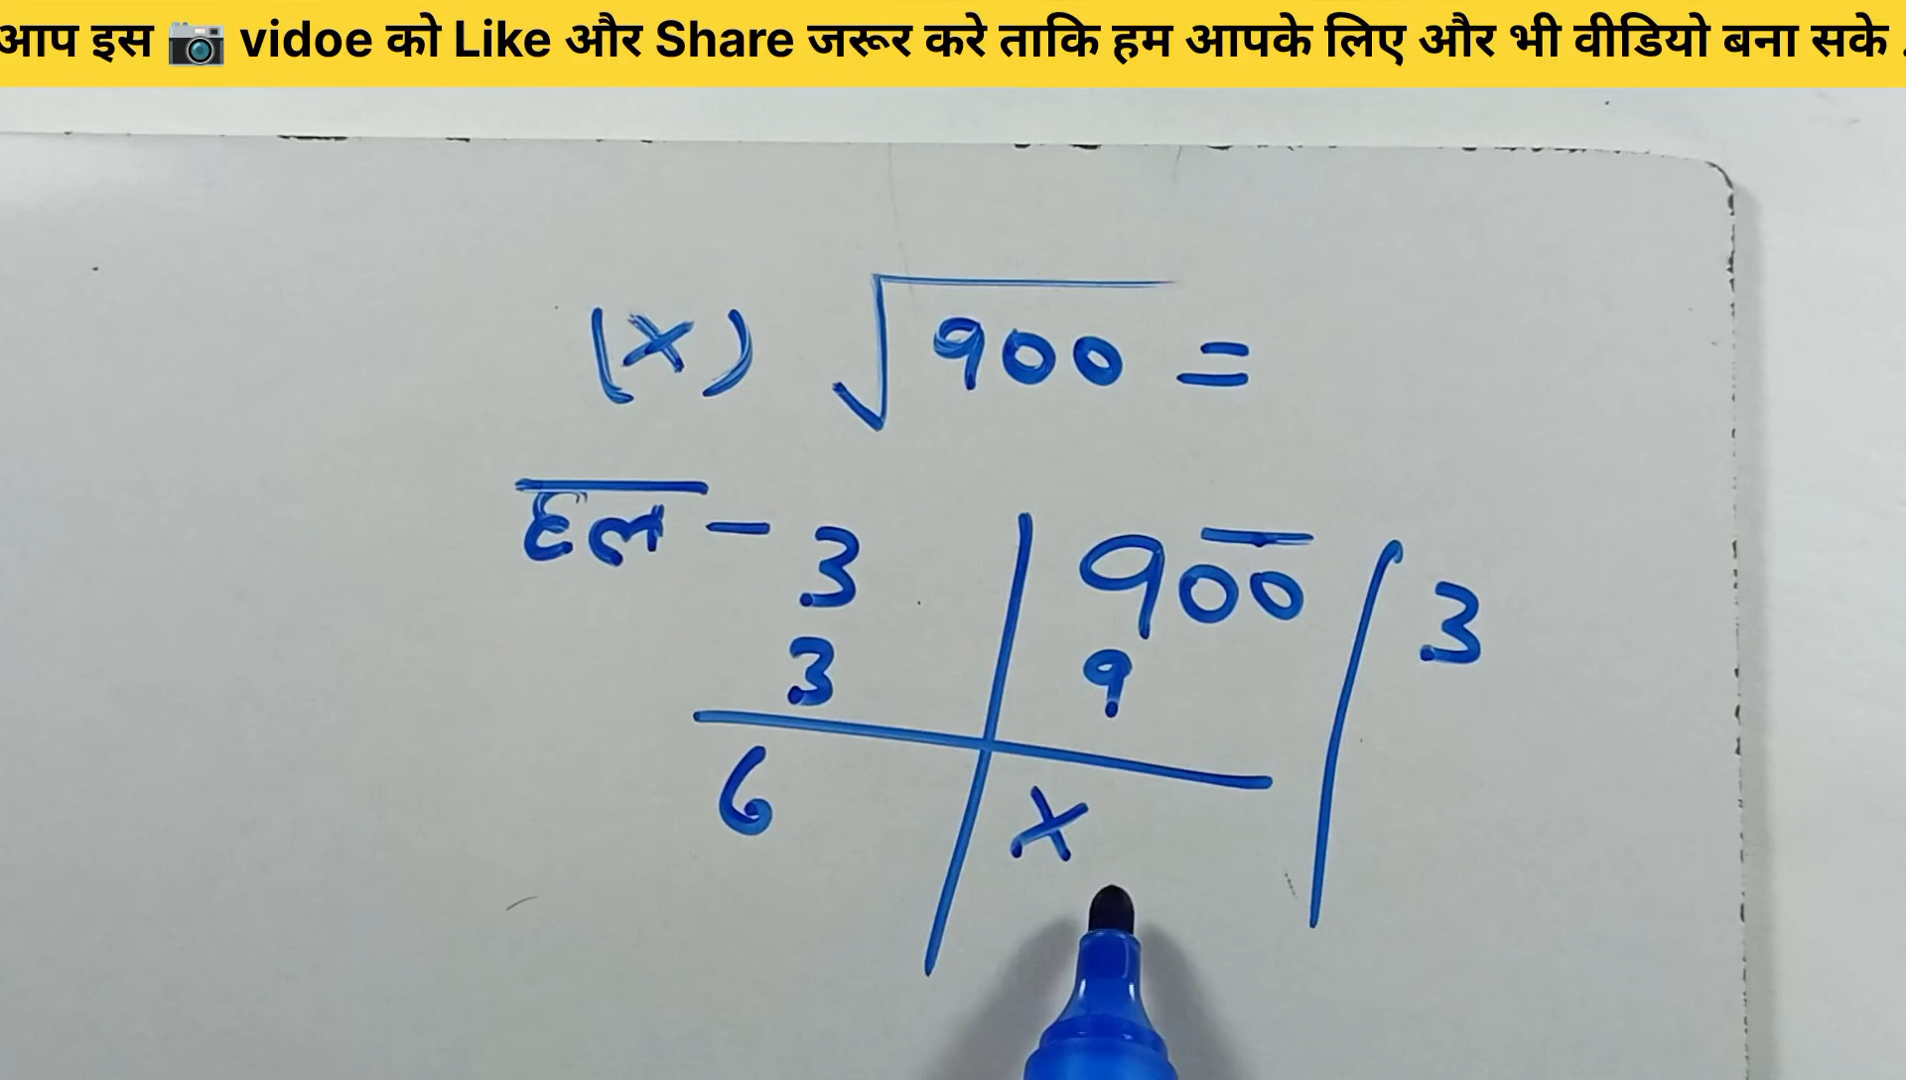 आप इस vidoe को Like और Share जरूर करे ताकि हम आपके लिए और भी वीडियो बना सके .
(x) √900 =
हल - 3 | 900 | 3
3 | 9
6 | x